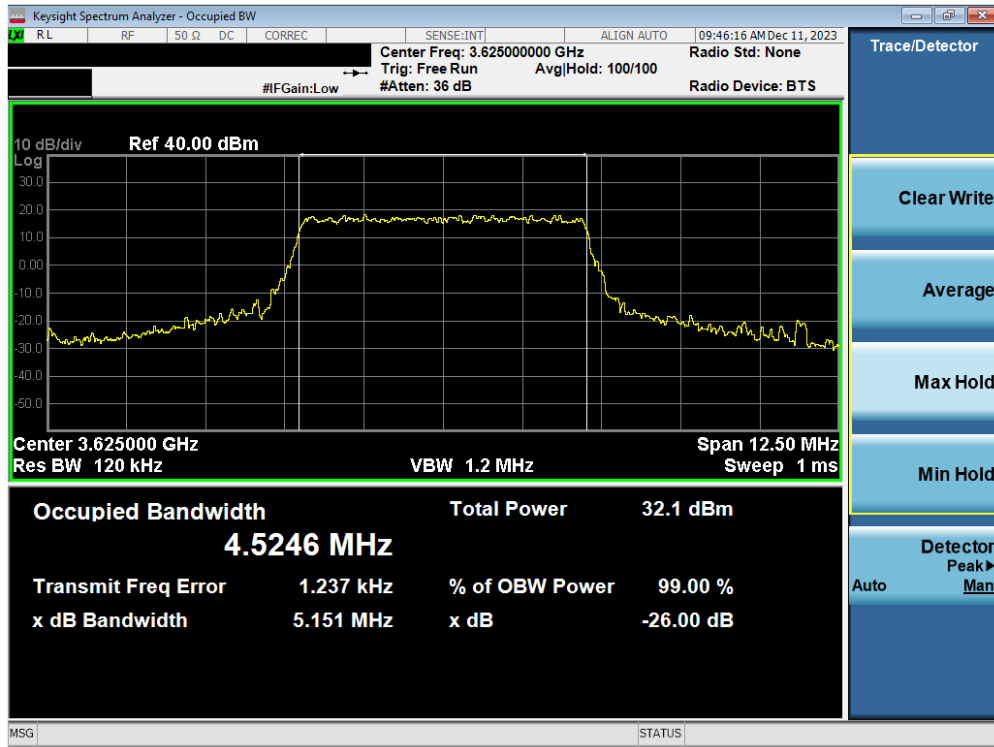 Keysight Spectrum Analyzer - Occupied BW
LXI RL RF 50 Ω DC CORREC SENSE:INT ALIGN AUTO 09:46:16 AM Dec 11, 2023
Center Freq: 3.625000000 GHz Radio Std: None
Trig: Free Run Avg|Hold: 100/100
#IFGain:Low #Atten: 36 dB Radio Device: BTS
10 dB/div Ref 40.00 dBm
Log
30.0
20.0
10.0
0.00
-10.0
-20.0
-30.0
-40.0
-50.0
Center 3.625000 GHz Span 12.50 MHz
Res BW 120 kHz VBW 1.2 MHz Sweep 1 ms
Occupied Bandwidth Total Power 32.1 dBm
4.5246 MHz
Transmit Freq Error 1.237 kHz % of OBW Power 99.00 %
x dB Bandwidth 5.151 MHz x dB -26.00 dB
Trace/Detector
Clear Write
Average
Max Hold
Min Hold
Detector
Peak▶
Auto Man
MSG STATUS